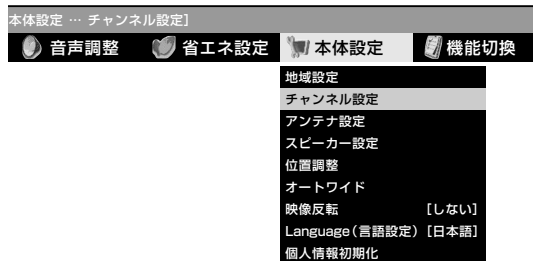 本体設定 … チャンネル設定]
音声調整 省エネ設定 本体設定 機能切換
地域設定
チャンネル設定
アンテナ設定
スピーカー設定
位置調整
オートワイド
映像反転 [しない]
Language(言語設定) [日本語]
個人情報初期化